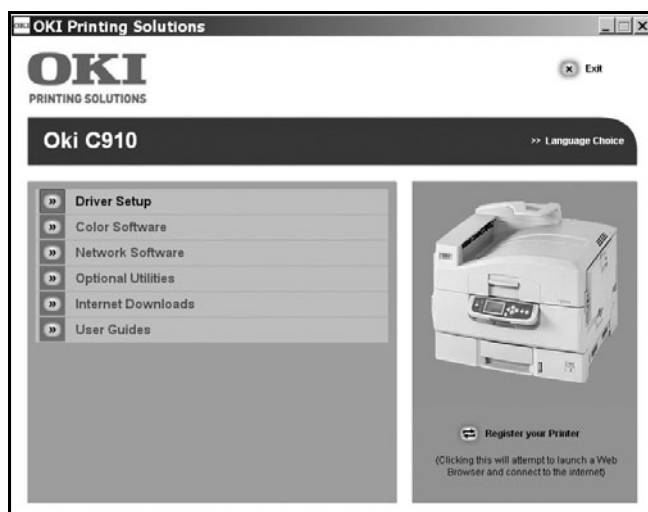 OKI Printing Solutions
OKI
PRINTING SOLUTIONS
Exit
Oki C910
>> Language Choice
Driver Setup
Color Software
Network Software
Optional Utilities
Internet Downloads
User Guides
Register your Printer
(Clicking this will attempt to launch a Web
Browser and connect to the internet)